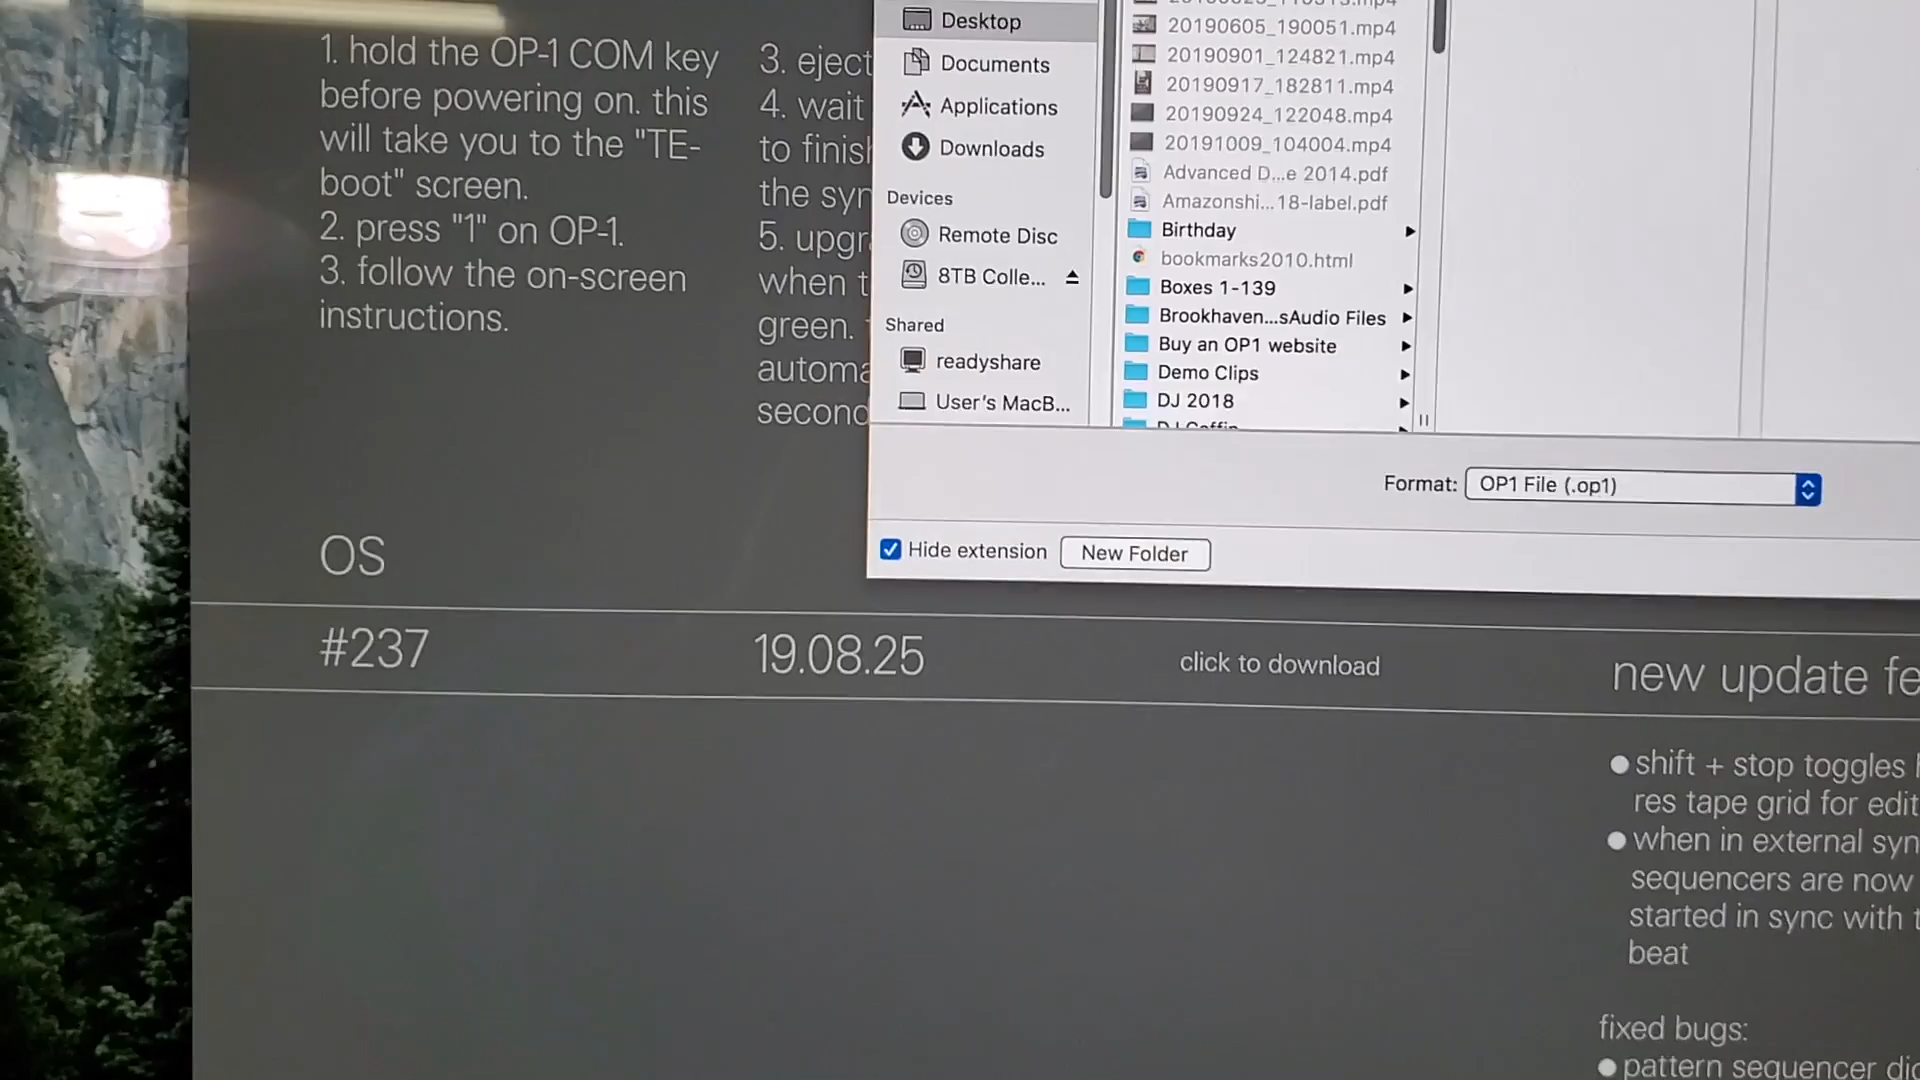 1. hold the OP-1 COM key
before powering on. this
will take you to the "TE-
boot" screen.
2. press "1" on OP-1.
3. follow the on-screen
instructions.
3. eject
4. wait
to finish
the syn
5. upgr
when t
green.
automa
second
Desktop
Documents
Applications
Downloads
Devices
Remote Disc
8TB Colle...
Shared
readyshare
User's MacB...
20190605_190051.mp4
20190901_124821.mp4
20190917_182811.mp4
20190924_122048.mp4
20191009_104004.mp4
Advanced D...e 2014.pdf
Amazonshi...18-label.pdf
Birthday
bookmarks2010.html
Boxes 1-139
Brookhaven...sAudio Files
Buy an OP1 website
Demo Clips
DJ 2018
DJ Coffin
Format: OP1 File (.op1)
Hide extension New Folder
OS
#237 19.08.25 click to download new update fe
shift + stop toggles h
res tape grid for edit
when in external syn
sequencers are now
started in sync with t
beat
fixed bugs:
pattern sequencer